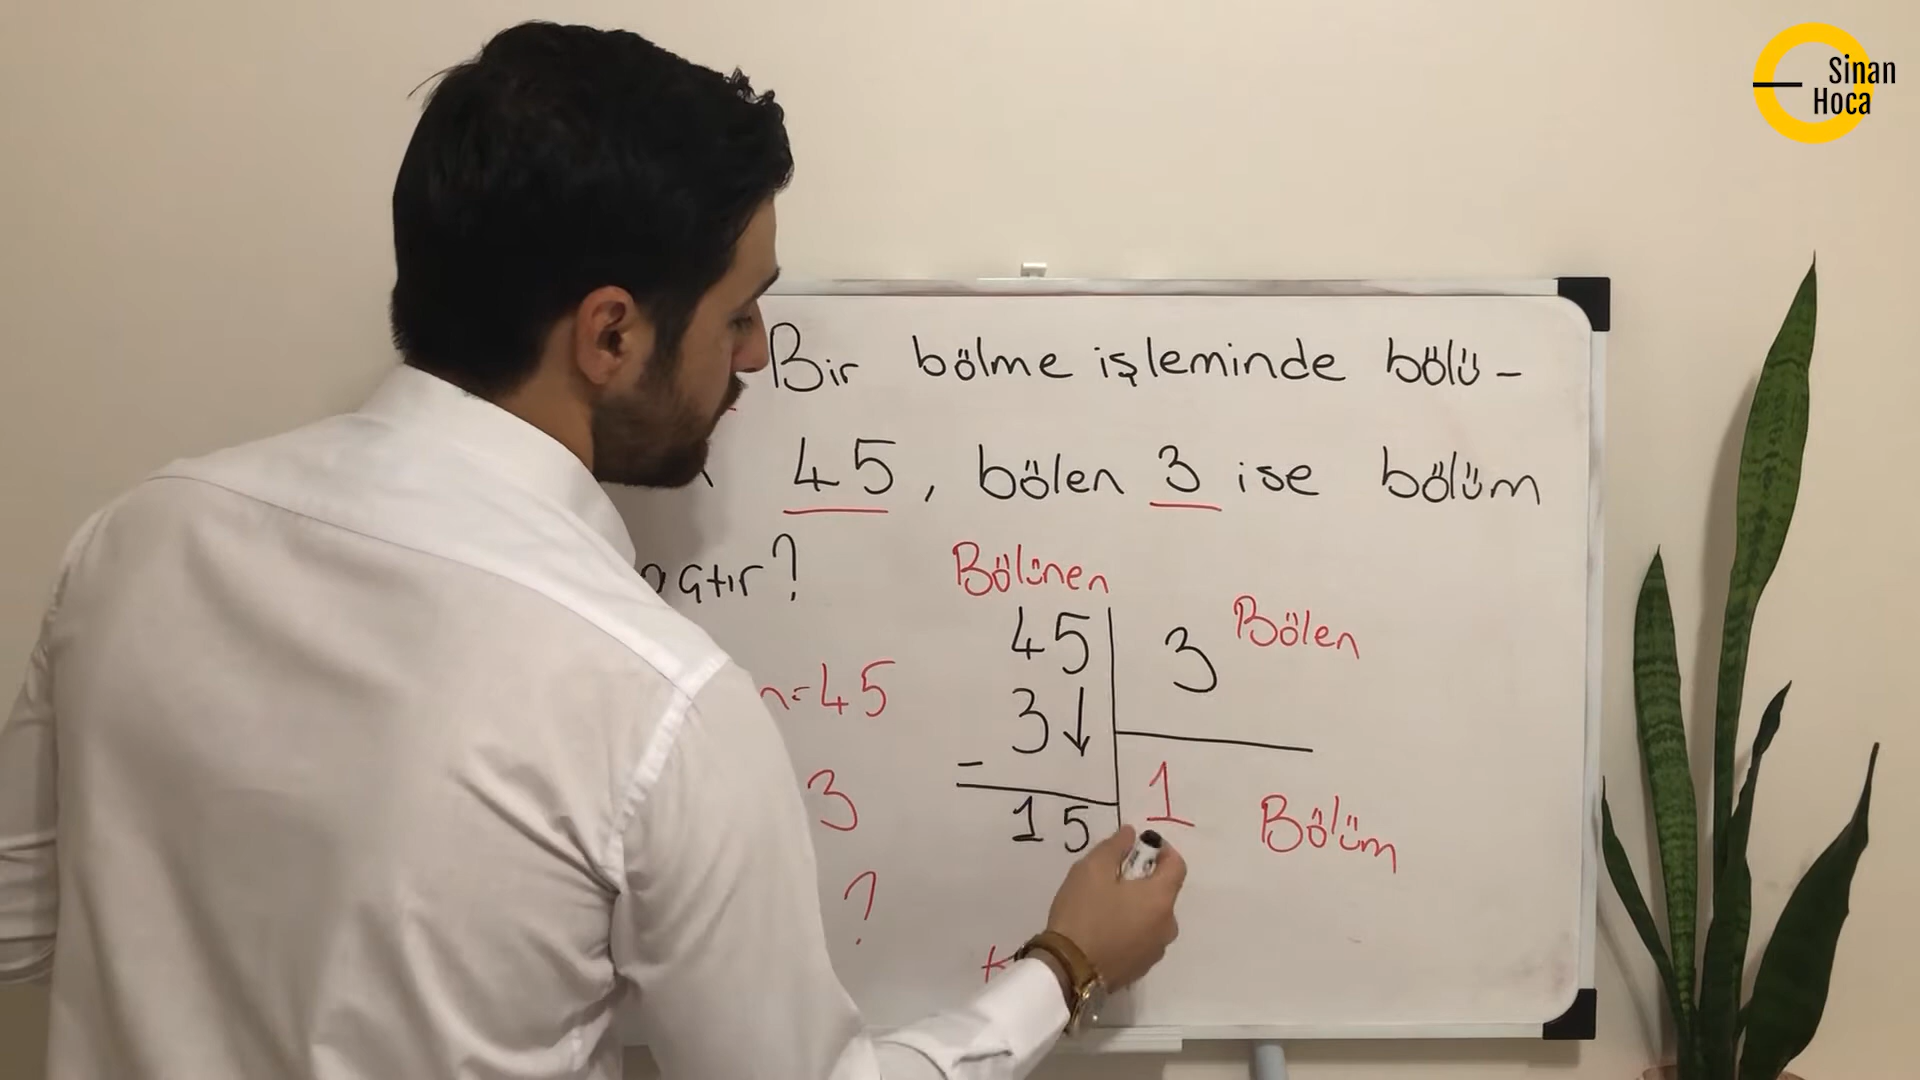 Sinan
Hoca
Bir bölme işleminde bölü-
45, bölen 3 ise bölüm
?
Bölünen
45 3 Bölen
3↓
-
15 1 Bölüm
=45
3
?